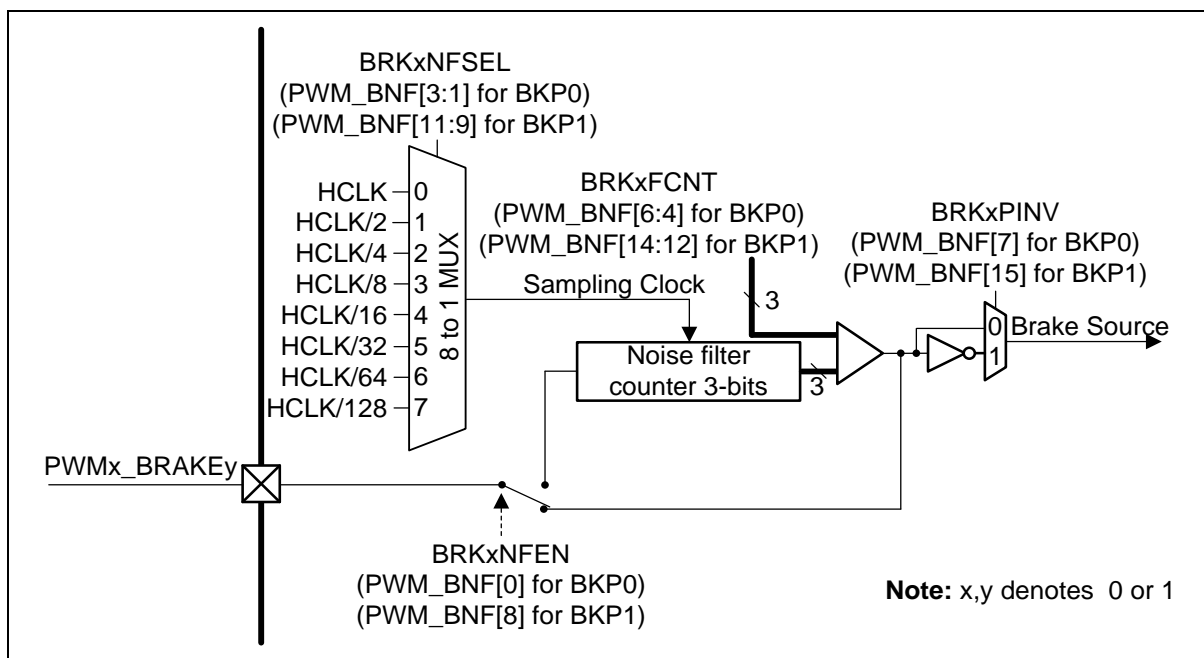 BRKxNFSEL
(PWM_BNF[3:1] for BKP0)
(PWM_BNF[11:9] for BKP1)
HCLK 0
HCLK/2 1
HCLK/4 2
HCLK/8 3
HCLK/16 4
HCLK/32 5
HCLK/64 6
HCLK/128 7
8 to 1 MUX
BRKxFCNT
(PWM_BNF[6:4] for BKP0)
(PWM_BNF[14:12] for BKP1)
Sampling Clock
3
Noise filter
counter 3-bits
3
BRKxPINV
(PWM_BNF[7] for BKP0)
(PWM_BNF[15] for BKP1)
0
1
Brake Source
PWMx_BRAKEy
BRKxNFEN
(PWM_BNF[0] for BKP0)
(PWM_BNF[8] for BKP1)
Note: x,y denotes 0 or 1